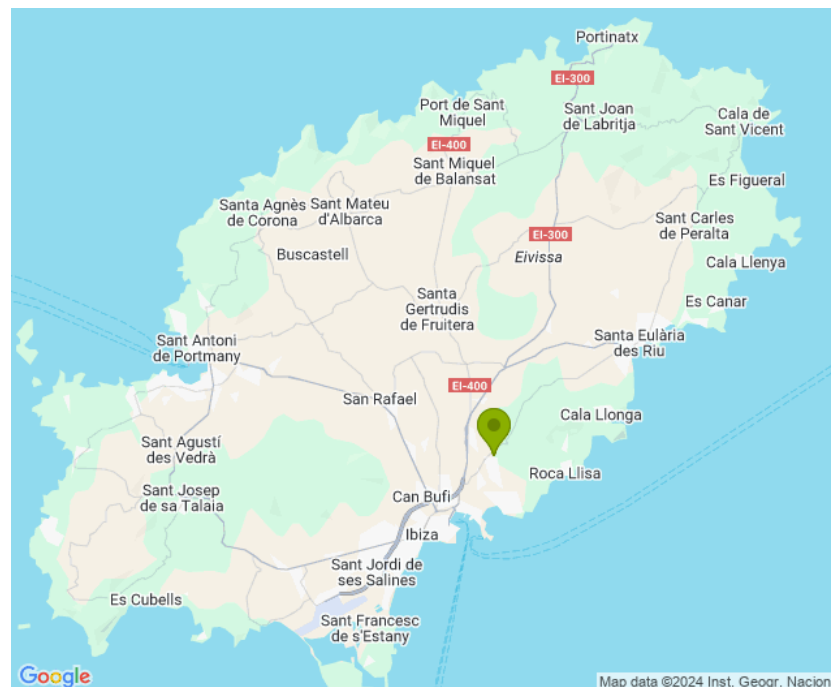 Portinatx
EI-300
Port de Sant
Miquel
Sant Joan
de Labritja
Cala de
Sant Vicent
EI-400
Sant Miquel
de Balansat
Es Figueral
Santa Agnès
de Corona
Sant Mateu
d'Albarca
Sant Carles
de Peralta
EI-300
Buscastell
Eivissa
Cala Llenya
Santa
Gertrudis
de Fruitera
Es Canar
Sant Antoni
de Portmany
Santa Eulària
des Riu
EI-400
San Rafael
Cala Llonga
Sant Agustí
des Vedrà
Roca Llisa
Sant Josep
de sa Talaia
Can Bufi
Ibiza
Sant Jordi de
ses Salines
Es Cubells
Sant Francesc
de s'Estany
Google
Map data ©2024 Inst. Geogr. Nacion